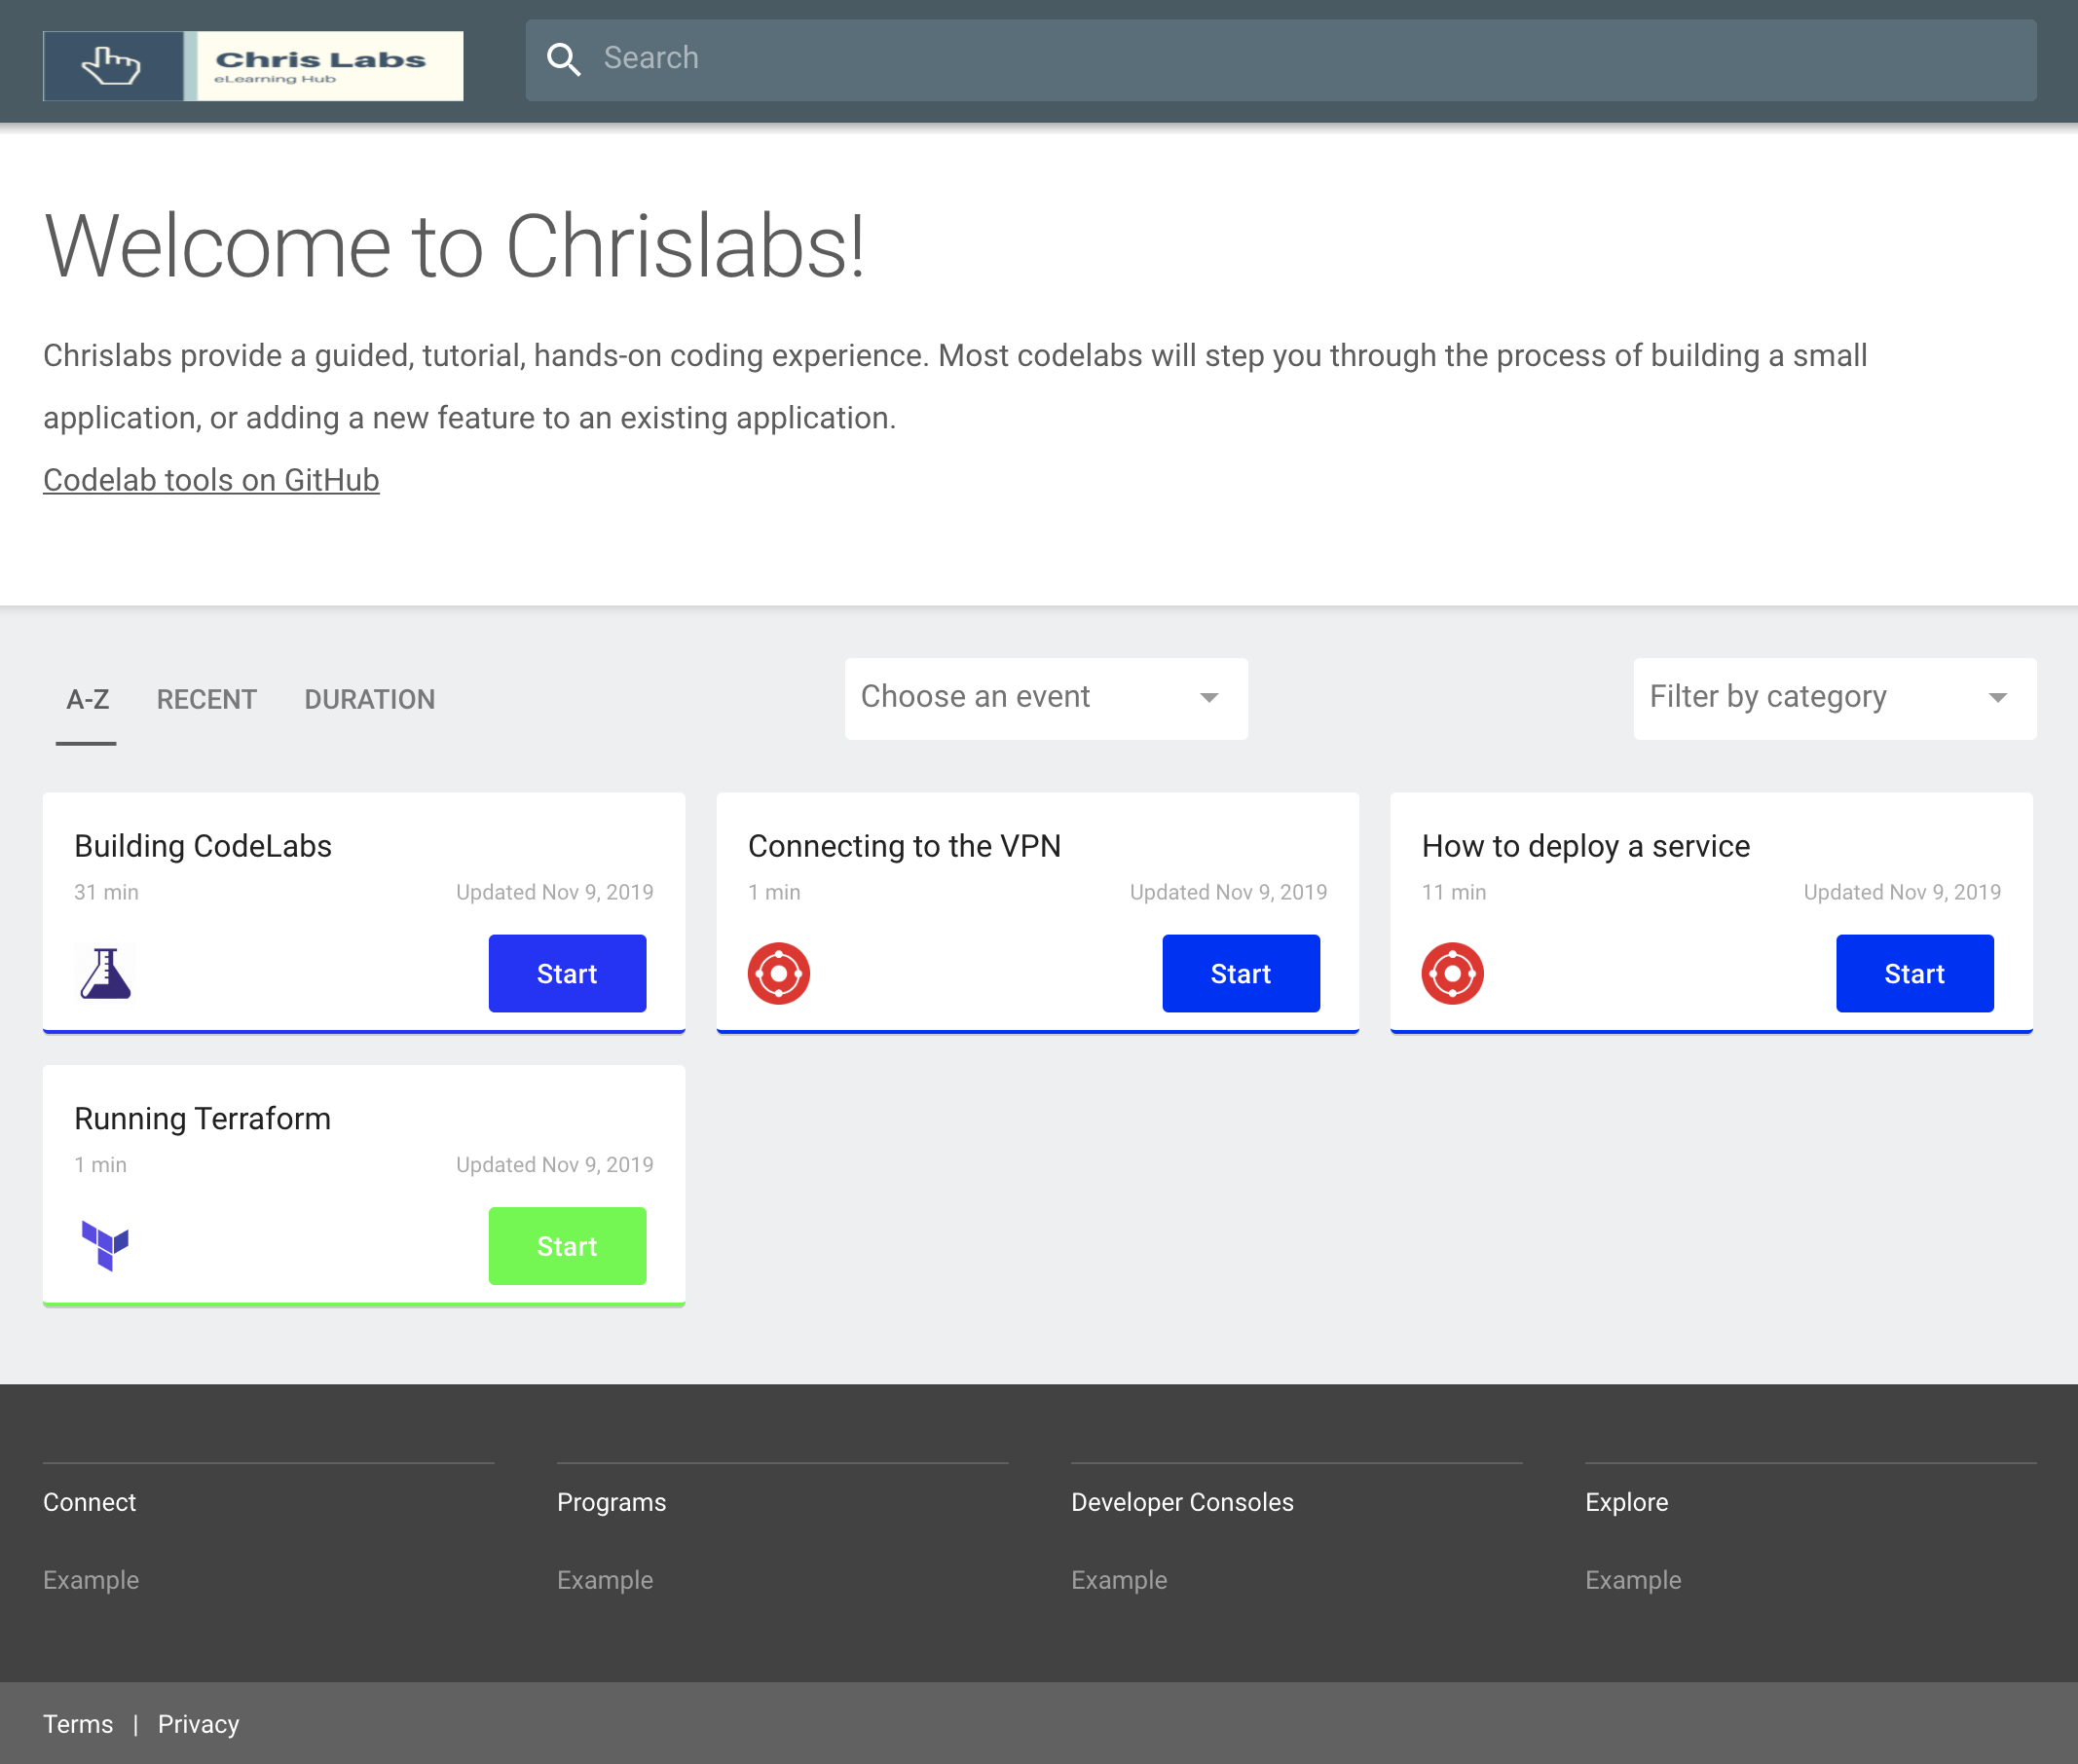 Chris Labs
eLearning Hub
Search
Welcome to Chrislabs!
Chrislabs provide a guided, tutorial, hands-on coding experience. Most codelabs will step you through the process of building a small
application, or adding a new feature to an existing application.
Codelab tools on GitHub
A-Z RECENT DURATION
Choose an event
Filter by category
Building CodeLabs
31 min Updated Nov 9, 2019
Start
Connecting to the VPN
1 min Updated Nov 9, 2019
Start
How to deploy a service
11 min Updated Nov 9, 2019
Start
Running Terraform
1 min Updated Nov 9, 2019
Start
Connect
Example
Programs
Example
Developer Consoles
Example
Explore
Example
Terms | Privacy